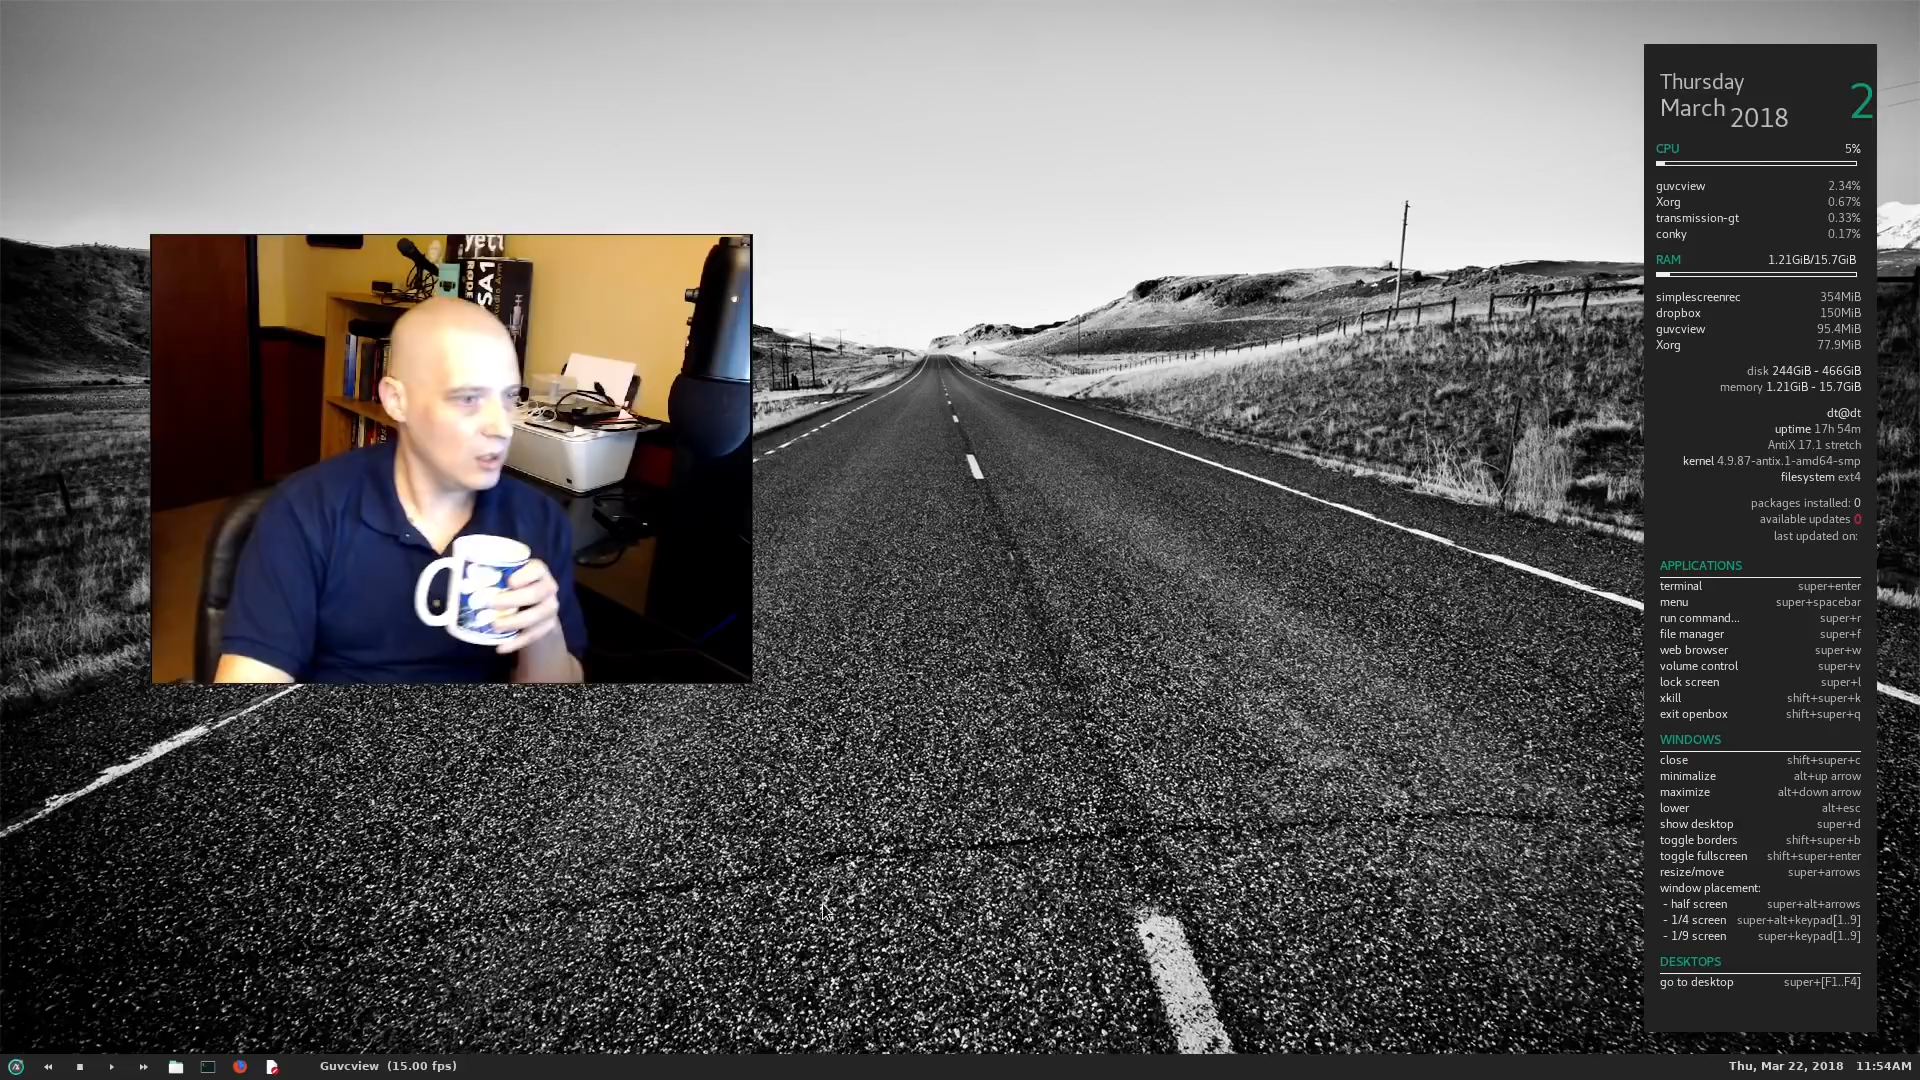 yeti
RODE
SA1
Studio Arm
Thursday
March 2018
2
CPU 5%
guvcview 2.34%
Xorg 0.67%
transmission-gt 0.33%
conky 0.17%
RAM 1.21GiB/15.7GiB
simplescreenrec 354MiB
dropbox 150MiB
guvcview 95.4MiB
Xorg 77.9MiB
disk 244GiB - 466GiB
memory 1.21GiB - 15.7GiB
dt@dt
uptime 17h 54m
AntiX 17.1 stretch
kernel 4.9.87-antix.1-amd64-smp
filesystem ext4
packages installed: 0
available updates 0
last updated on:
APPLICATIONS
terminal super+enter
menu super+spacebar
run command... super+r
file manager super+f
web browser super+w
volume control super+v
lock screen super+l
xkill shift+super+k
exit openbox shift+super+q
WINDOWS
close shift+super+c
minimalize alt+up arrow
maximize alt+down arrow
lower alt+esc
show desktop super+d
toggle borders shift+super+b
toggle fullscreen shift+super+enter
resize/move super+arrows
window placement:
- half screen super+alt+arrows
- 1/4 screen super+alt+keypad[1..9]
- 1/9 screen super+keypad[1..9]
DESKTOPS
go to desktop super+[F1..F4]
Guvcview (15.00 fps)
Thu, Mar 22, 2018 11:54AM